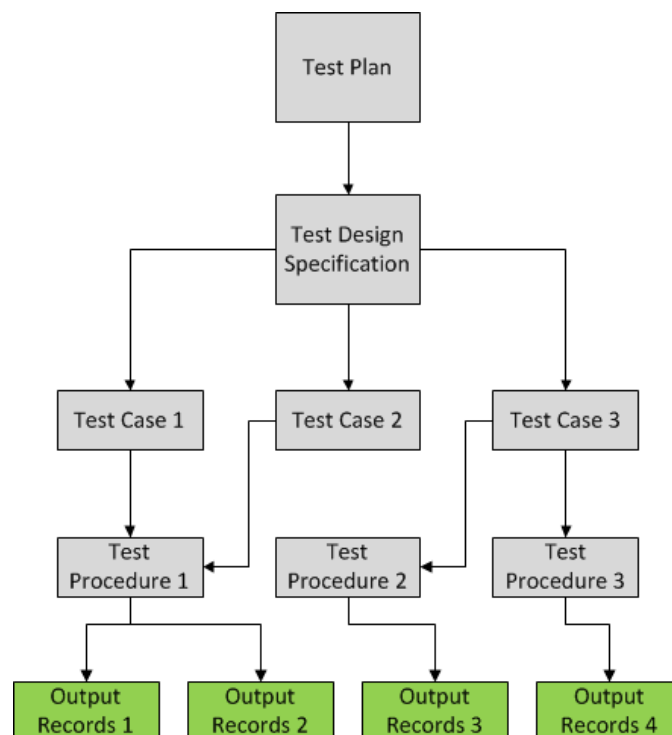 Test Plan
Test Design
Specification
Test Case 1
Test Case 2
Test Case 3
Test
Procedure 1
Test
Procedure 2
Test
Procedure 3
Output
Records 1
Output
Records 2
Output
Records 3
Output
Records 4